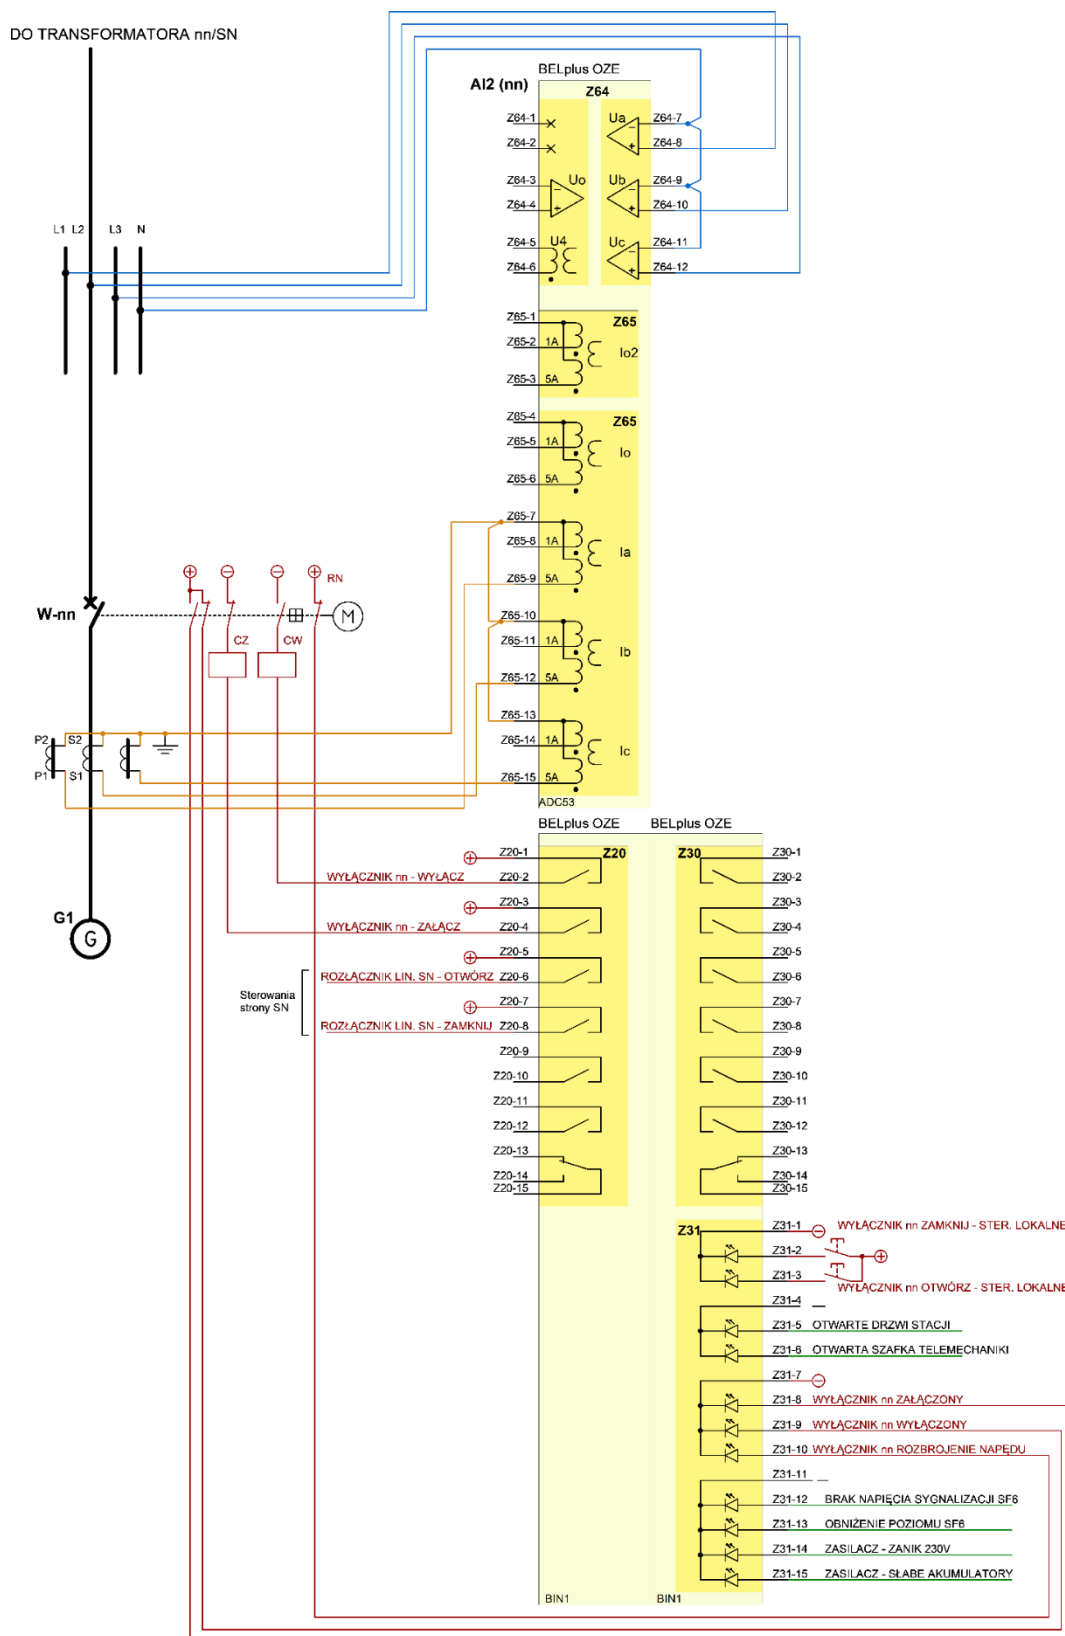 DO TRANSFORMATORA nn/SN
BELplus OZE
AI2 (nn)
Z64
Z64-1
Z64-2
Z64-3
Z64-4
Z64-5
Z64-6
Uo
U4
Ua
Ub
Uc
Z64-7
Z64-8
Z64-9
Z64-10
Z64-11
Z64-12
L1 L2 L3 N
Z65-1
Z65-2 1A
Z65-3 5A
Z65
Io2
Z65-4
Z65-5 1A
Z65-6 5A
Z65
Io
Z65-7
Z65-8 1A
Z65-9 5A
Ia
Z65-10
Z65-11 1A
Z65-12 5A
Ib
Z65-13
Z65-14 1A
Z65-15 5A
Ic
ADC53
RN
W-nn
M
CZ
CW
P2 S2
P1 S1
G1
G
BELplus OZE BELplus OZE
Z20
Z20-1
WYŁĄCZNIK nn - WYŁĄCZ Z20-2
Z20-3
WYŁĄCZNIK nn - ZAŁĄCZ Z20-4
Z20-5
ROZŁĄCZNIK LIN. SN - OTWÓRZ Z20-6
Sterowania
strony SN
Z20-7
ROZŁĄCZNIK LIN. SN - ZAMKNIJ Z20-8
Z20-9
Z20-10
Z20-11
Z20-12
Z20-13
Z20-14
Z20-15
Z30
Z30-1
Z30-2
Z30-3
Z30-4
Z30-5
Z30-6
Z30-7
Z30-8
Z30-9
Z30-10
Z30-11
Z30-12
Z30-13
Z30-14
Z30-15
Z31
Z31-1 WYŁĄCZNIK nn ZAMKNIJ - STER. LOKALNE
Z31-2
Z31-3
WYŁĄCZNIK nn OTWÓRZ - STER. LOKALNE
Z31-4
Z31-5 OTWARTE DRZWI STACJI
Z31-6 OTWARTA SZAFKA TELEMECHANIKI
Z31-7
Z31-8 WYŁĄCZNIK nn ZAŁĄCZONY
Z31-9 WYŁĄCZNIK nn WYŁĄCZONY
Z31-10 WYŁĄCZNIK nn ROZBROJENIE NAPĘDU
Z31-11
Z31-12 BRAK NAPIĘCIA SYGNALIZACJI SF6
Z31-13 OBNIŻENIE POZIOMU SF6
Z31-14 ZASILACZ - ZANIK 230V
Z31-15 ZASILACZ - SŁABE AKUMULATORY
BIN1 BIN1